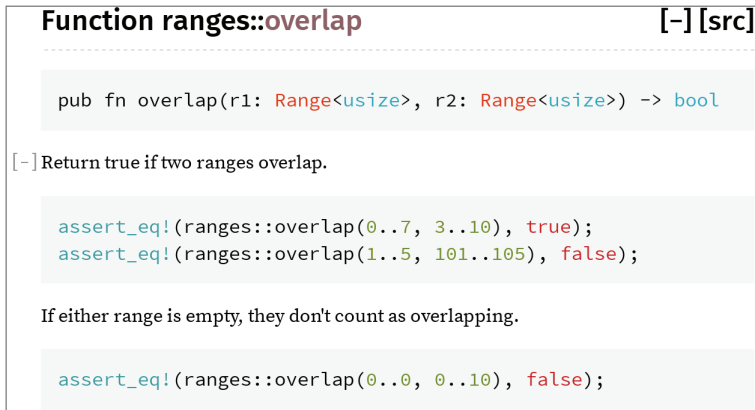 Function ranges::overlap [−] [src]
pub fn overlap(r1: Range<usize>, r2: Range<usize>) -> bool
[−] Return true if two ranges overlap.
assert_eq!(ranges::overlap(0..7, 3..10), true);
assert_eq!(ranges::overlap(1..5, 101..105), false);
If either range is empty, they don't count as overlapping.
assert_eq!(ranges::overlap(0..0, 0..10), false);